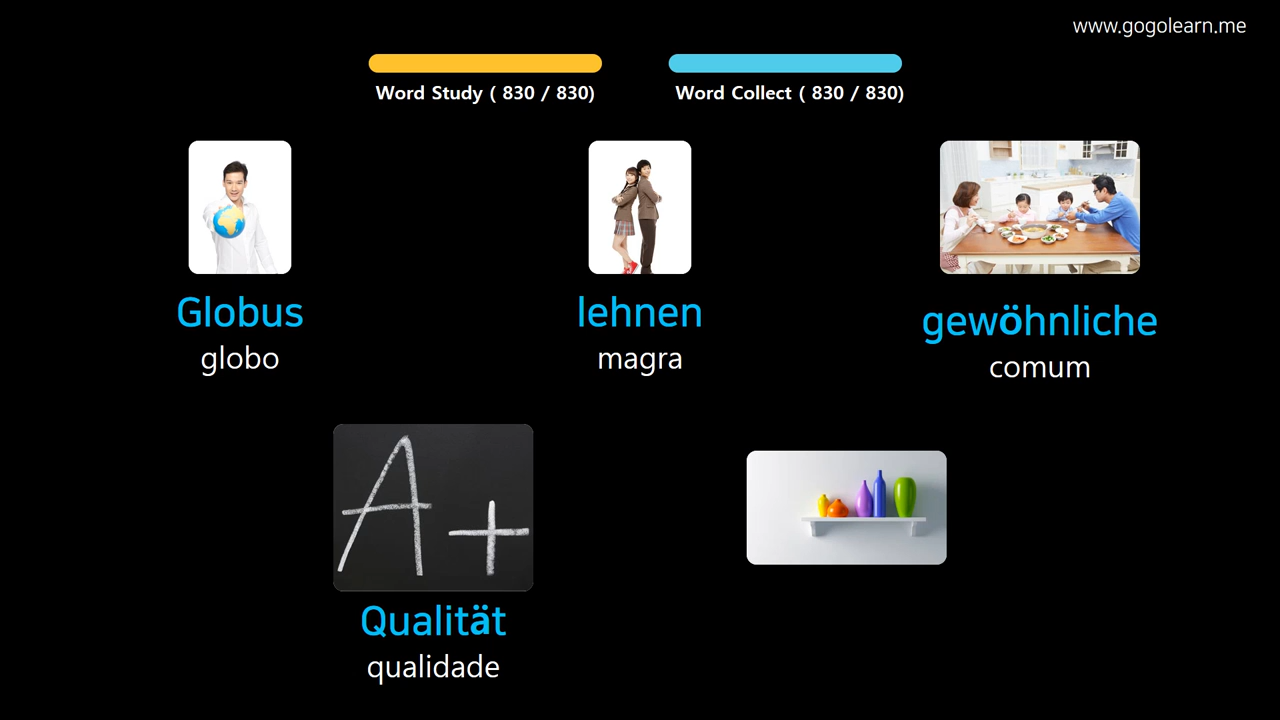 www.gogolearn.me
Word Study ( 830 / 830)
Word Collect ( 830 / 830)
Globus
globo
lehnen
magra
gewöhnliche
comum
A+
Qualität
qualidade